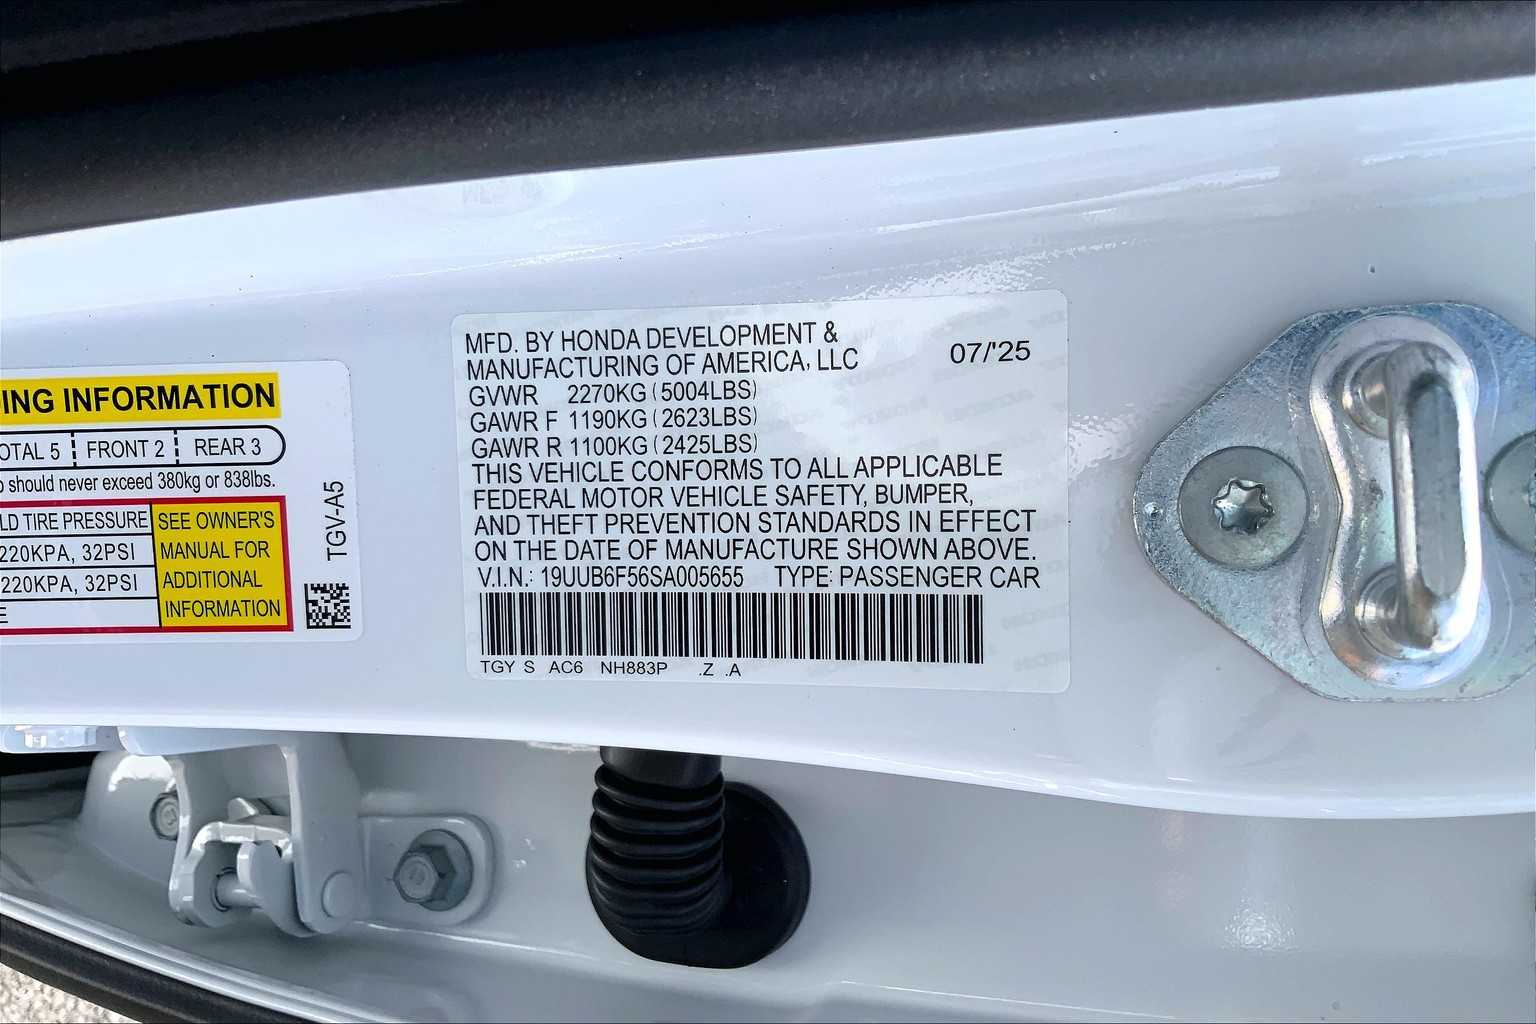 ING INFORMATION
OTAL 5 FRONT 2 REAR 3
should never exceed 380kg or 838lbs.
LD TIRE PRESSURE
220KPA, 32PSI
220KPA, 32PSI
SEE OWNER'S
MANUAL FOR
ADDITIONAL
INFORMATION
TGV-A5
MFD. BY HONDA DEVELOPMENT &
MANUFACTURING OF AMERICA, LLC
07/'25
GVWR 2270KG (5004LBS)
GAWR F 1190KG (2623LBS)
GAWR R 1100KG (2425LBS)
THIS VEHICLE CONFORMS TO ALL APPLICABLE
FEDERAL MOTOR VEHICLE SAFETY, BUMPER,
AND THEFT PREVENTION STANDARDS IN EFFECT
ON THE DATE OF MANUFACTURE SHOWN ABOVE.
V.I.N.: 19UUB6F56SA005655 TYPE: PASSENGER CAR
TGY S AC6 NH883P .Z .A